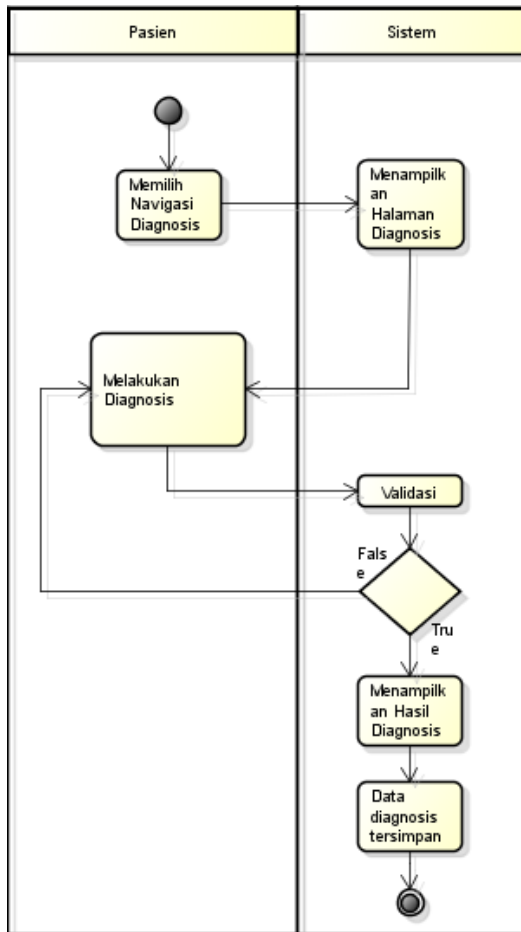 Pasien
Sistem
Memilih
Navigasi
Diagnosis
Menampilk
an
Halaman
Diagnosis
Melakukan
Diagnosis
Validasi
Fals
e
Tru
e
Menampilk
an Hasil
Diagnosis
Data
diagnosis
tersimpan